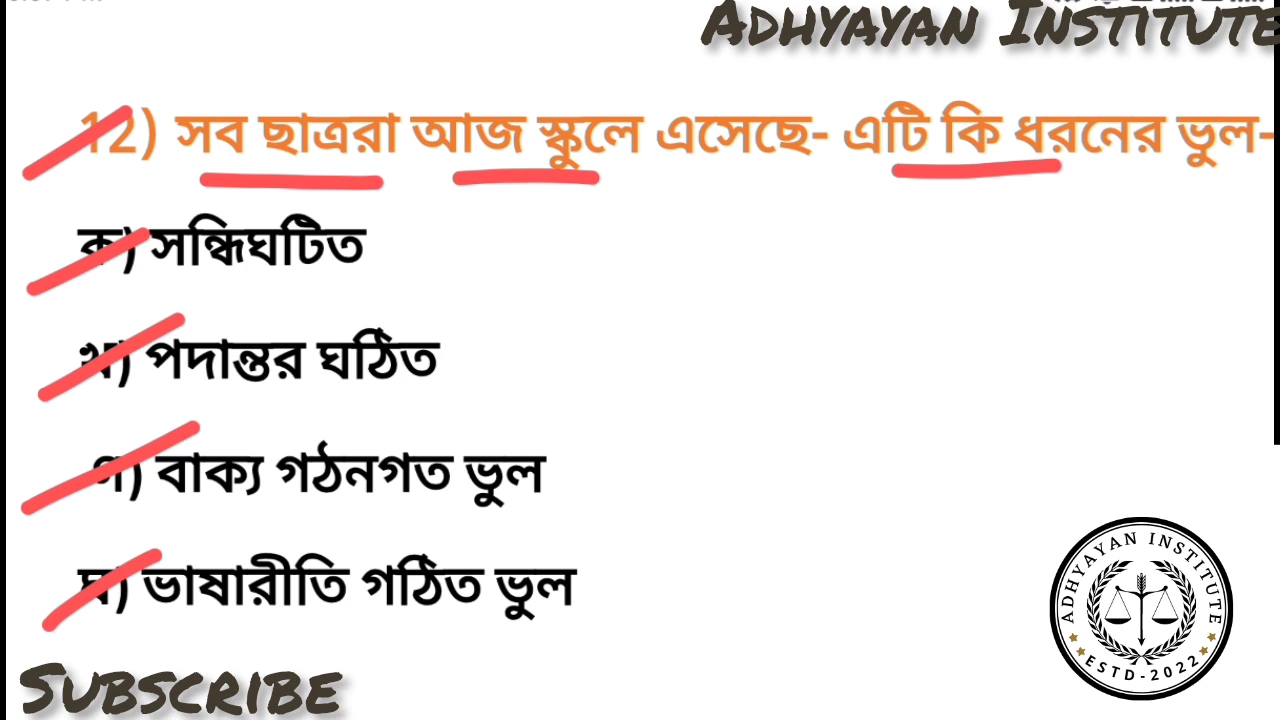 ADHYAYAN INSTITUTE
12) সব ছাত্ররা আজ স্কুলে এসেছে- এটি কি ধরনের ভুল-
ক) সন্ধিঘটিত
খ) পদান্তর ঘঠিত
গ) বাক্য গঠনগত ভুল
ঘ) ভাষারীতি গঠিত ভুল
ADHYAYAN INSTITUTE
ESTD-2022
SUBSCRIBE